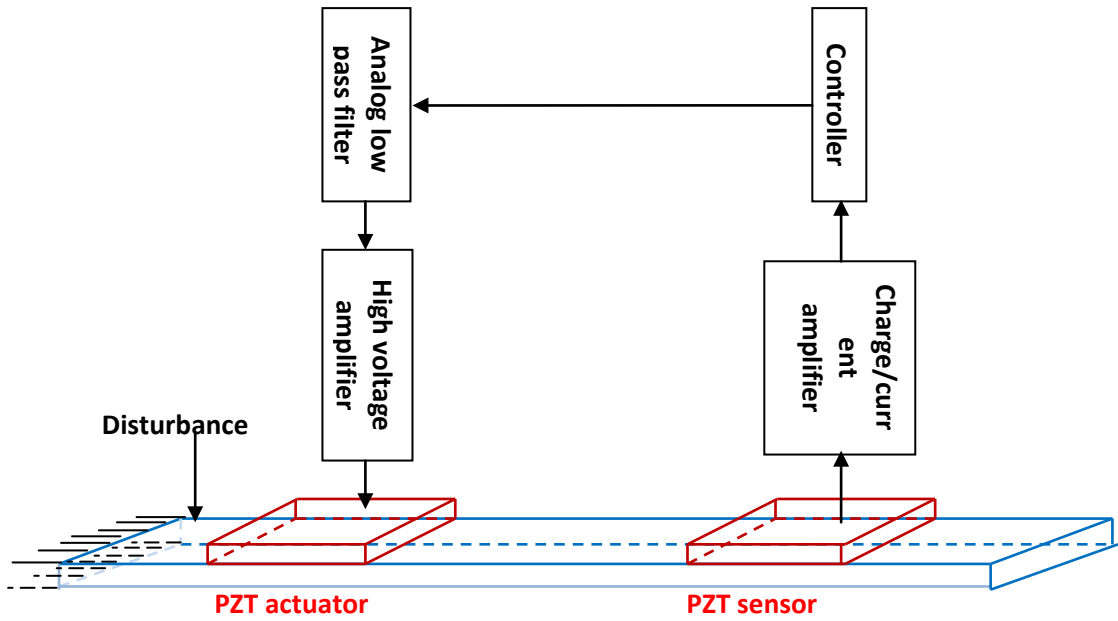 Analog low
pass filter
Controller
High voltage
amplifier
Charge/curr
ent
amplifier
Disturbance
PZT actuator
PZT sensor